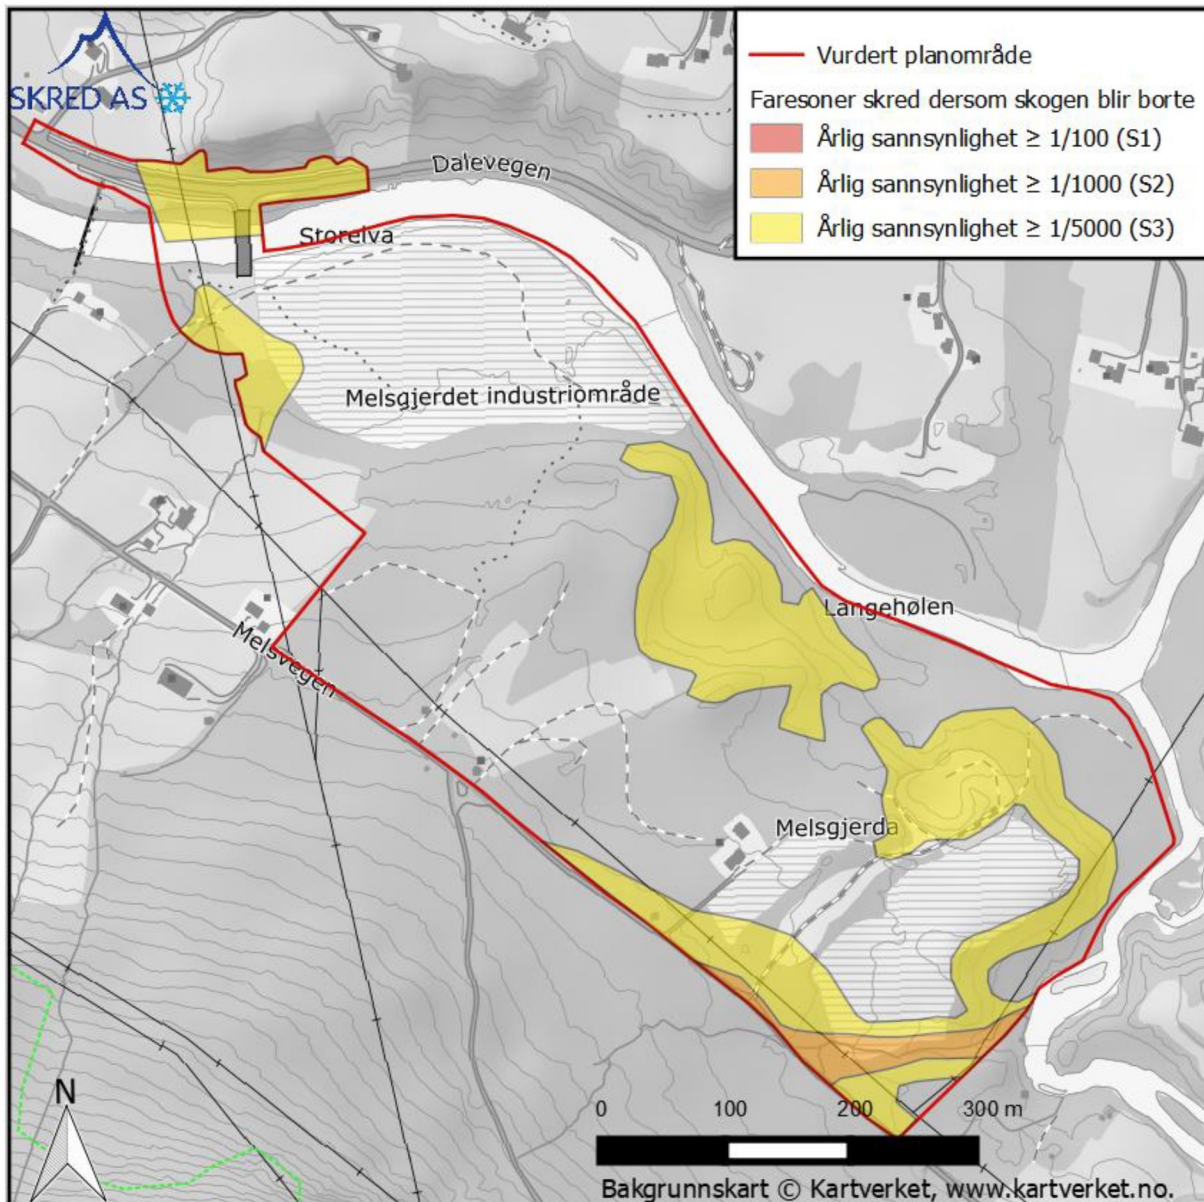 SKRED AS
Vurdert planområde
Faresoner skred dersom skogen blir borte
Årlig sannsynlighet ≥ 1/100 (S1)
Årlig sannsynlighet ≥ 1/1000 (S2)
Årlig sannsynlighet ≥ 1/5000 (S3)
Dalevegen
Storelva
Melsgjerdet industriområde
Langehølen
Melsvegen
Melsgjerda
N
0 100 200 300 m
Bakgrunnskart © Kartverket, www.kartverket.no.